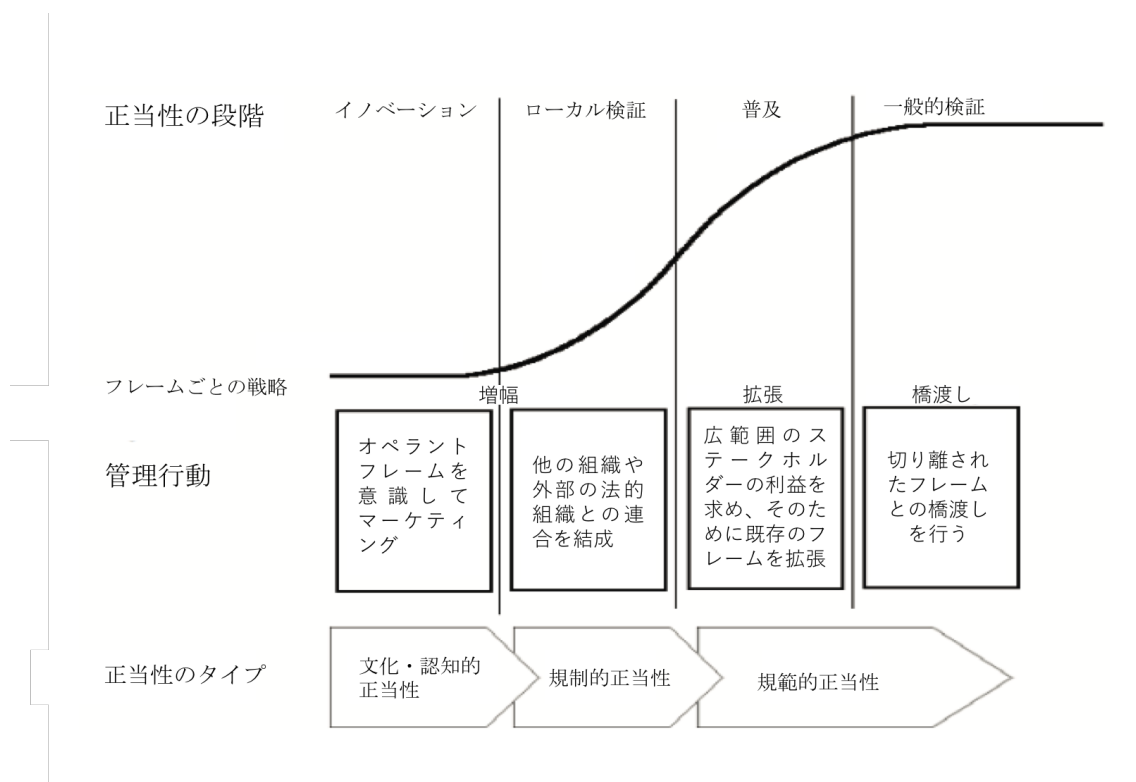 正当性の段階
イノベーション
ローカル検証
普及
一般的検証
フレームごとの戦略
増幅
拡張
橋渡し
管理行動
オペラント
フレームを
意識して
マーケティ
ング
他の組織や
外部の法的
組織との連
合を結成
広範囲のス
テークホル
ダーの利益を
求め、そのた
めに既存のフ
レームを拡張
切り離され
たフレーム
との橋渡し
を行う
正当性のタイプ
文化・認知的
正当性
規制的正当性
規範的正当性